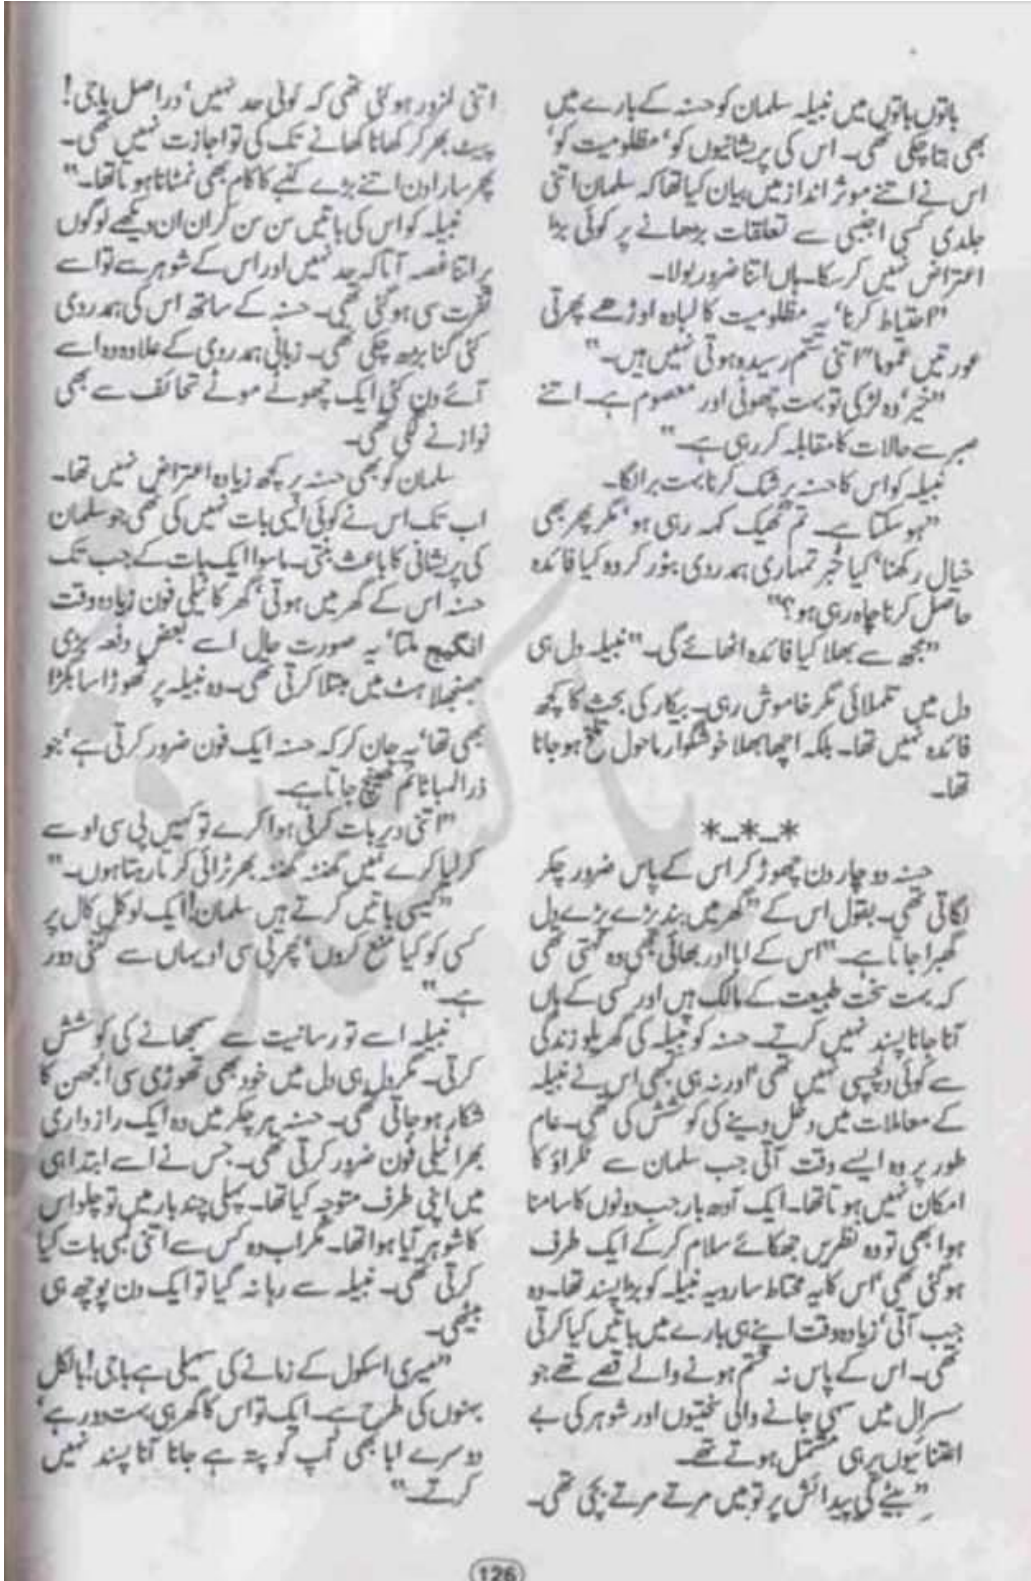 باتوں باتوں میں نبیلہ سلمان کو حسنہ کے بارے میں
بھی بتا چکی تھی۔ اس کی پریشانیوں کو، مظلومیت کو،
اس نے اتنے موثر انداز میں بیان کیا تھا کہ سلمان اتنی
جلدی کسی اجنبی سے تعلقات بڑھانے پر کوئی بڑا
اعتراض نہیں کر سکا۔ ہاں اتنا ضرور بولا۔
"احتیاط کرنا، یہ مظلومیت کا لبادہ اوڑھے پھرتی
عورتیں عموماً اتنی ستم رسیدہ ہوتی نہیں ہیں۔"
"خیر، وہ لڑکی تو بہت چھوٹی اور معصوم ہے۔ اتنے
صبر سے حالات کا مقابلہ کر رہی ہے۔"
نبیلہ کو اس کا حسنہ پر شک کرنا بہت برا لگا۔
"ہو سکتا ہے۔ تم ٹھیک کہہ رہی ہو، مگر پھر بھی
خیال رکھنا، کیا خبر تمہاری ہمدردی بٹور کر وہ کیا فائدہ
حاصل کرنا چاہ رہی ہو؟"
"مجھ سے بھلا کیا فائدہ اٹھائے گی۔" نبیلہ دل ہی
دل میں تلملائی مگر خاموش رہی۔ بیکار کی بحث کا کچھ
فائدہ نہیں تھا۔ بلکہ اچھا بھلا خوشگوار ماحول تلخ ہو جاتا
تھا۔
*_*_*
حسنہ دو چار دن چھوڑ کر اس کے پاس ضرور چکر
لگاتی تھی۔ بقول اس کے "گھر میں بند پڑے پڑے دل
گھبرا جاتا ہے۔" اس کے ابا اور بھائی بھی وہ کہتی تھی
کہ بہت سخت طبیعت کے مالک ہیں اور کسی کے ہاں
آنا جانا پسند نہیں کرتے۔ حسنہ کو نبیلہ کی گھریلو زندگی
سے کوئی دلچسپی نہیں تھی، اور نہ ہی کبھی اس نے نبیلہ
کے معاملات میں دخل دینے کی کوشش کی تھی۔ عام
طور پر وہ ایسے وقت آتی جب سلمان سے ٹکراؤ کا
امکان نہیں ہوتا تھا۔ ایک آدھ بار جب دونوں کا سامنا
ہوا بھی تو وہ نظریں جھکائے سلام کر کے ایک طرف
ہو گئی تھی، اس کا یہ محتاط سا رویہ نبیلہ کو بڑا پسند تھا۔ وہ
جب آتی، زیادہ وقت اپنے ہی بارے میں باتیں کیا کرتی
تھی۔ اس کے پاس نہ ختم ہونے والے قصے تھے جو
سسرال میں سہی جانے والی سختیوں اور شوہر کی بے
اعتنائیوں پر ہی مشتمل ہوتے تھے۔
"بیٹے کی پیدائش پر تو میں مرتے مرتے بچی تھی۔
اتنی کمزور ہو گئی تھی کہ کوئی حد نہیں، دراصل باجی!
پیٹ بھر کر کھانا کھانے تک کی تو اجازت نہیں تھی۔
پھر سارا دن اتنے بڑے کنبے کا کام بھی نمٹانا ہوتا تھا۔"
نبیلہ کو اس کی باتیں سن سن کر ان ان دیکھے لوگوں
پر اتنا غصہ آتا کہ حد نہیں اور اس کے شوہر سے تو اسے
نفرت سی ہو گئی تھی۔ حسنہ کے ساتھ اس کی ہمدردی
کئی گنا بڑھ چکی تھی۔ زبانی ہمدردی کے علاوہ وہ اسے
آئے دن کئی ایک چھوٹے موٹے تحائف سے بھی
نوازنے لگی تھی۔
سلمان کو بھی حسنہ پر کچھ زیادہ اعتراض نہیں تھا۔
اب تک اس نے کوئی ایسی بات نہیں کی تھی جو سلمان
کی پریشانی کا باعث بنتی۔ ماسوا ایک بات کے جب تک
حسنہ اس کے گھر میں ہوتی، گھر کا ٹیلی فون زیادہ وقت
انگیج ملتا، یہ صورت حال اسے بعض دفعہ بڑی
جھنجھلاہٹ میں مبتلا کرتی تھی۔ وہ نبیلہ پر تھوڑا سا بگڑا
بھی تھا، یہ جان کر کہ حسنہ ایک فون ضرور کرتی ہے، جو
ذرا لمبا ٹائم کھنچ جاتا ہے۔
"اتنی دیر بات کرنی ہوا کرے تو کہیں پی سی او سے
کر لیا کرے میں گھنٹہ گھنٹہ بھر ٹرائی کرتا رہتا ہوں۔"
"کیسی باتیں کرتے ہیں سلمان! ایک لوکل کال پر
کسی کو کیا منع کروں، پھر پی سی او یہاں سے کتنی دور
ہے۔"
نبیلہ اسے تو رسانیت سے سمجھانے کی کوشش
کرتی۔ مگر دل ہی دل میں خود بھی تھوڑی سی الجھن کا
شکار ہو جاتی تھی۔ حسنہ ہر چکر میں وہ ایک رازداری
بھرا ٹیلی فون ضرور کرتی تھی۔ جس نے اسے ابتدا ہی
میں اپنی طرف متوجہ کیا تھا۔ پہلی چند بار میں تو چلو اس
کا شوہر آیا ہوا تھا۔ مگر اب وہ کس سے اتنی لمبی بات کیا
کرتی تھی۔ نبیلہ سے رہا نہ گیا تو ایک دن پوچھ ہی
بیٹھی۔
"میری اسکول کے زمانے کی سہیلی ہے باجی! بالکل
بہنوں کی طرح ہے۔ ایک تو اس کا گھر ہی بہت دور ہے،
دوسرے ابا بھی آپ کو پتہ ہے جانا آنا پسند نہیں
کرتے۔"
126